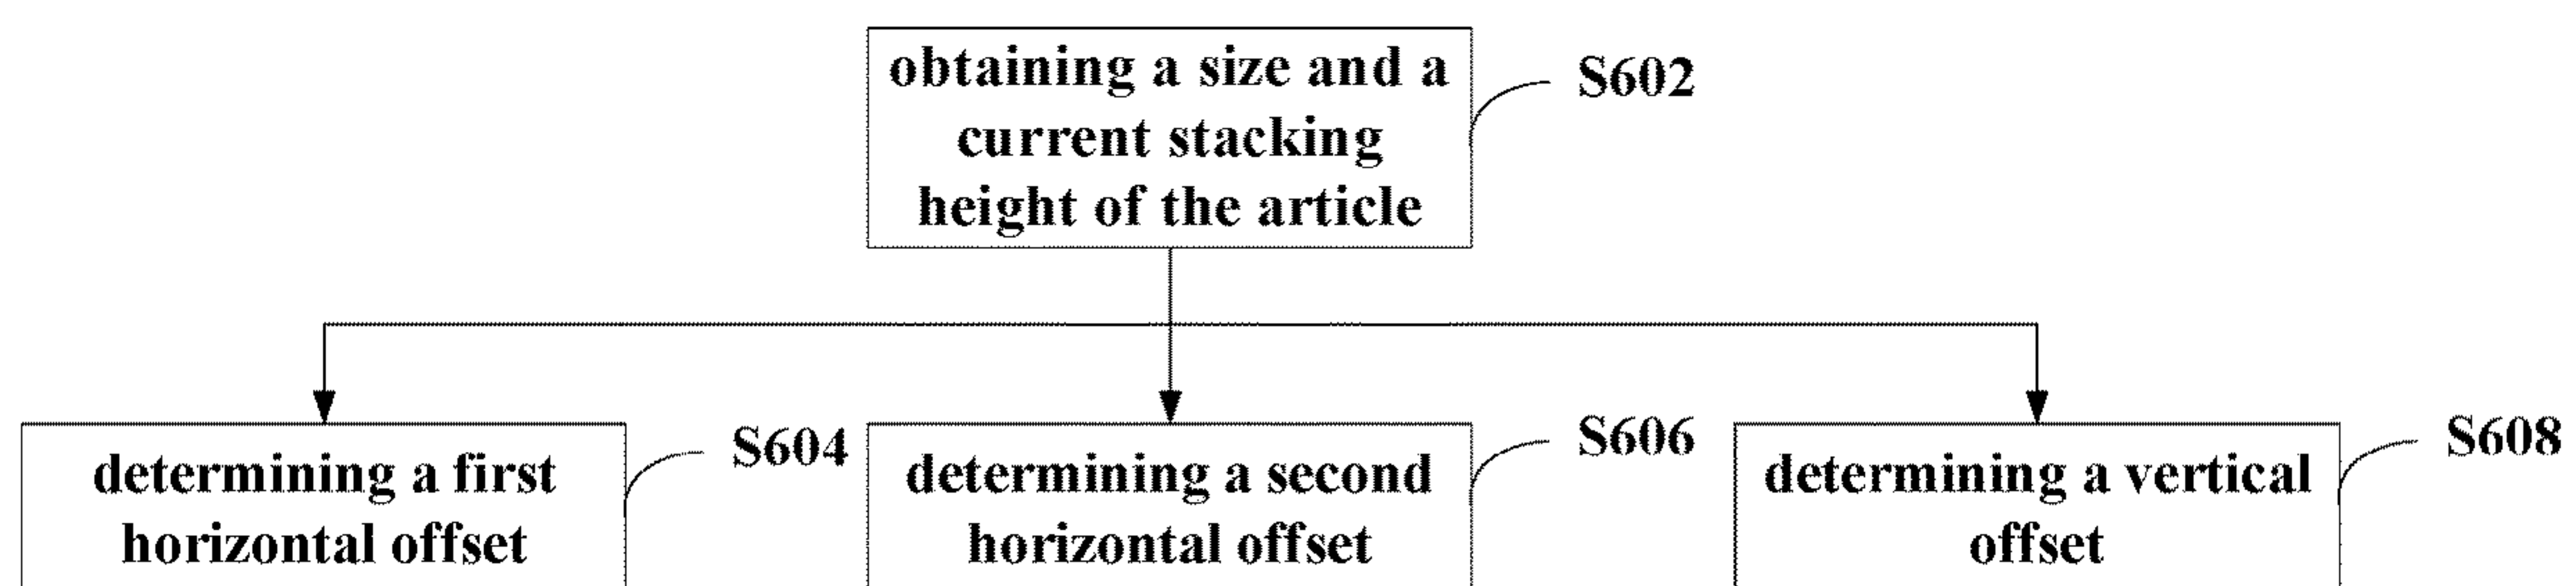 obtaining a size and a
current stacking
height of the article
S602
determining a first
horizontal offset
S604
determining a second
horizontal offset
S606
determining a vertical
offset
S608